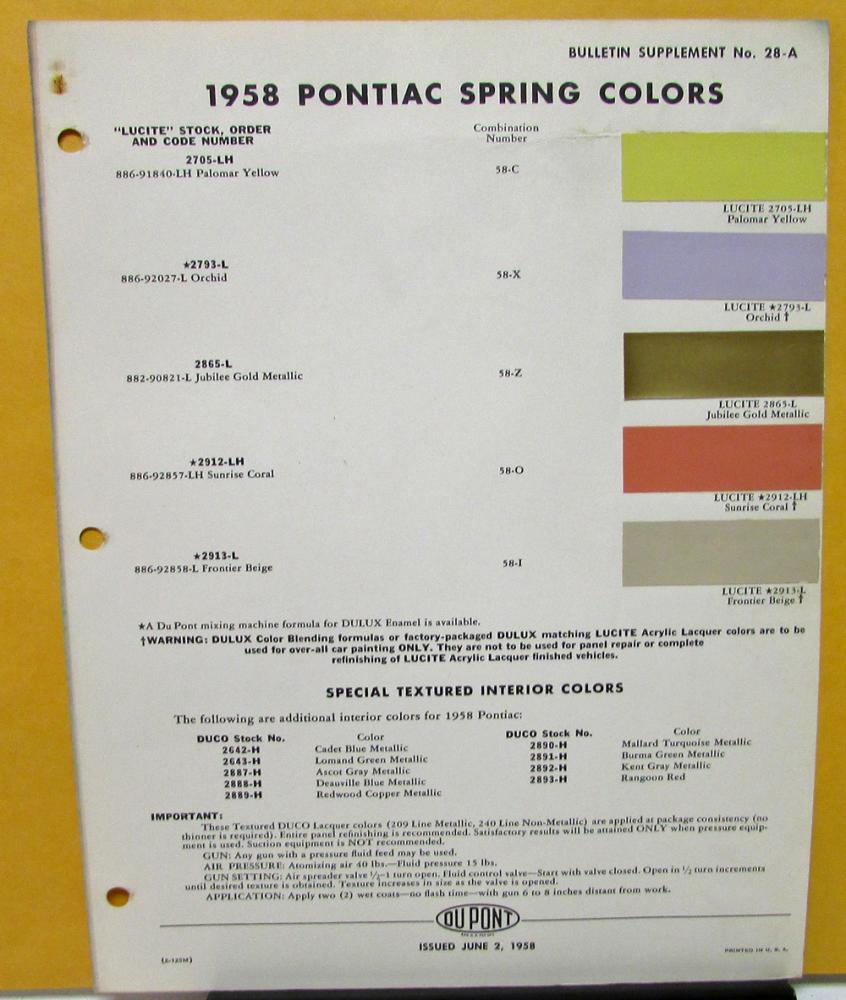 BULLETIN SUPPLEMENT No. 28-A
1958 PONTIAC SPRING COLORS
"LUCITE" STOCK, ORDER
AND CODE NUMBER
Combination
Number
2705-LH
886-91840-LH Palomar Yellow
58-C
LUCITE 2705-LH
Palomar Yellow
★2793-L
886-92027-L Orchid
58-X
LUCITE ★2793-L
Orchid †
2865-L
882-90821-L Jubilee Gold Metallic
58-Z
LUCITE 2865-L
Jubilee Gold Metallic
★2912-LH
886-92857-LH Sunrise Coral
58-O
LUCITE ★2912-LH
Sunrise Coral †
★2913-L
886-92858-L Frontier Beige
58-I
LUCITE ★2913-L
Frontier Beige †
★A Du Pont mixing machine formula for DULUX Enamel is available.
†WARNING: DULUX Color Blending formulas or factory-packaged DULUX matching LUCITE Acrylic Lacquer colors are to be
used for over-all car painting ONLY. They are not to be used for panel repair or complete
refinishing of LUCITE Acrylic Lacquer finished vehicles.
SPECIAL TEXTURED INTERIOR COLORS
The following are additional interior colors for 1958 Pontiac:
DUCO Stock No. Color
2642-H Cadet Blue Metallic
2643-H Lomand Green Metallic
2887-H Ascot Gray Metallic
2888-H Deauville Blue Metallic
2889-H Redwood Copper Metallic
DUCO Stock No. Color
2890-H Mallard Turquoise Metallic
2891-H Burma Green Metallic
2892-H Kent Gray Metallic
2893-H Rangoon Red
IMPORTANT:
These Textured DUCO Lacquer colors (209 Line Metallic, 240 Line Non-Metallic) are applied at package consistency (no
thinner is required). Entire panel refinishing is recommended. Satisfactory results will be attained ONLY when pressure equip-
ment is used. Suction equipment is NOT recommended.
GUN: Any gun with a pressure fluid feed may be used.
AIR PRESSURE: Atomizing air 40 lbs.—Fluid pressure 15 lbs.
GUN SETTING: Air spreader valve ½–1 turn open. Fluid control valve—Start with valve closed. Open in ½ turn increments
until desired texture is obtained. Texture increases in size as the valve is opened.
APPLICATION: Apply two (2) wet coats—no flash time—with gun 6 to 8 inches distant from work.
DU PONT
ISSUED JUNE 2, 1958
PRINTED IN U. S. A.